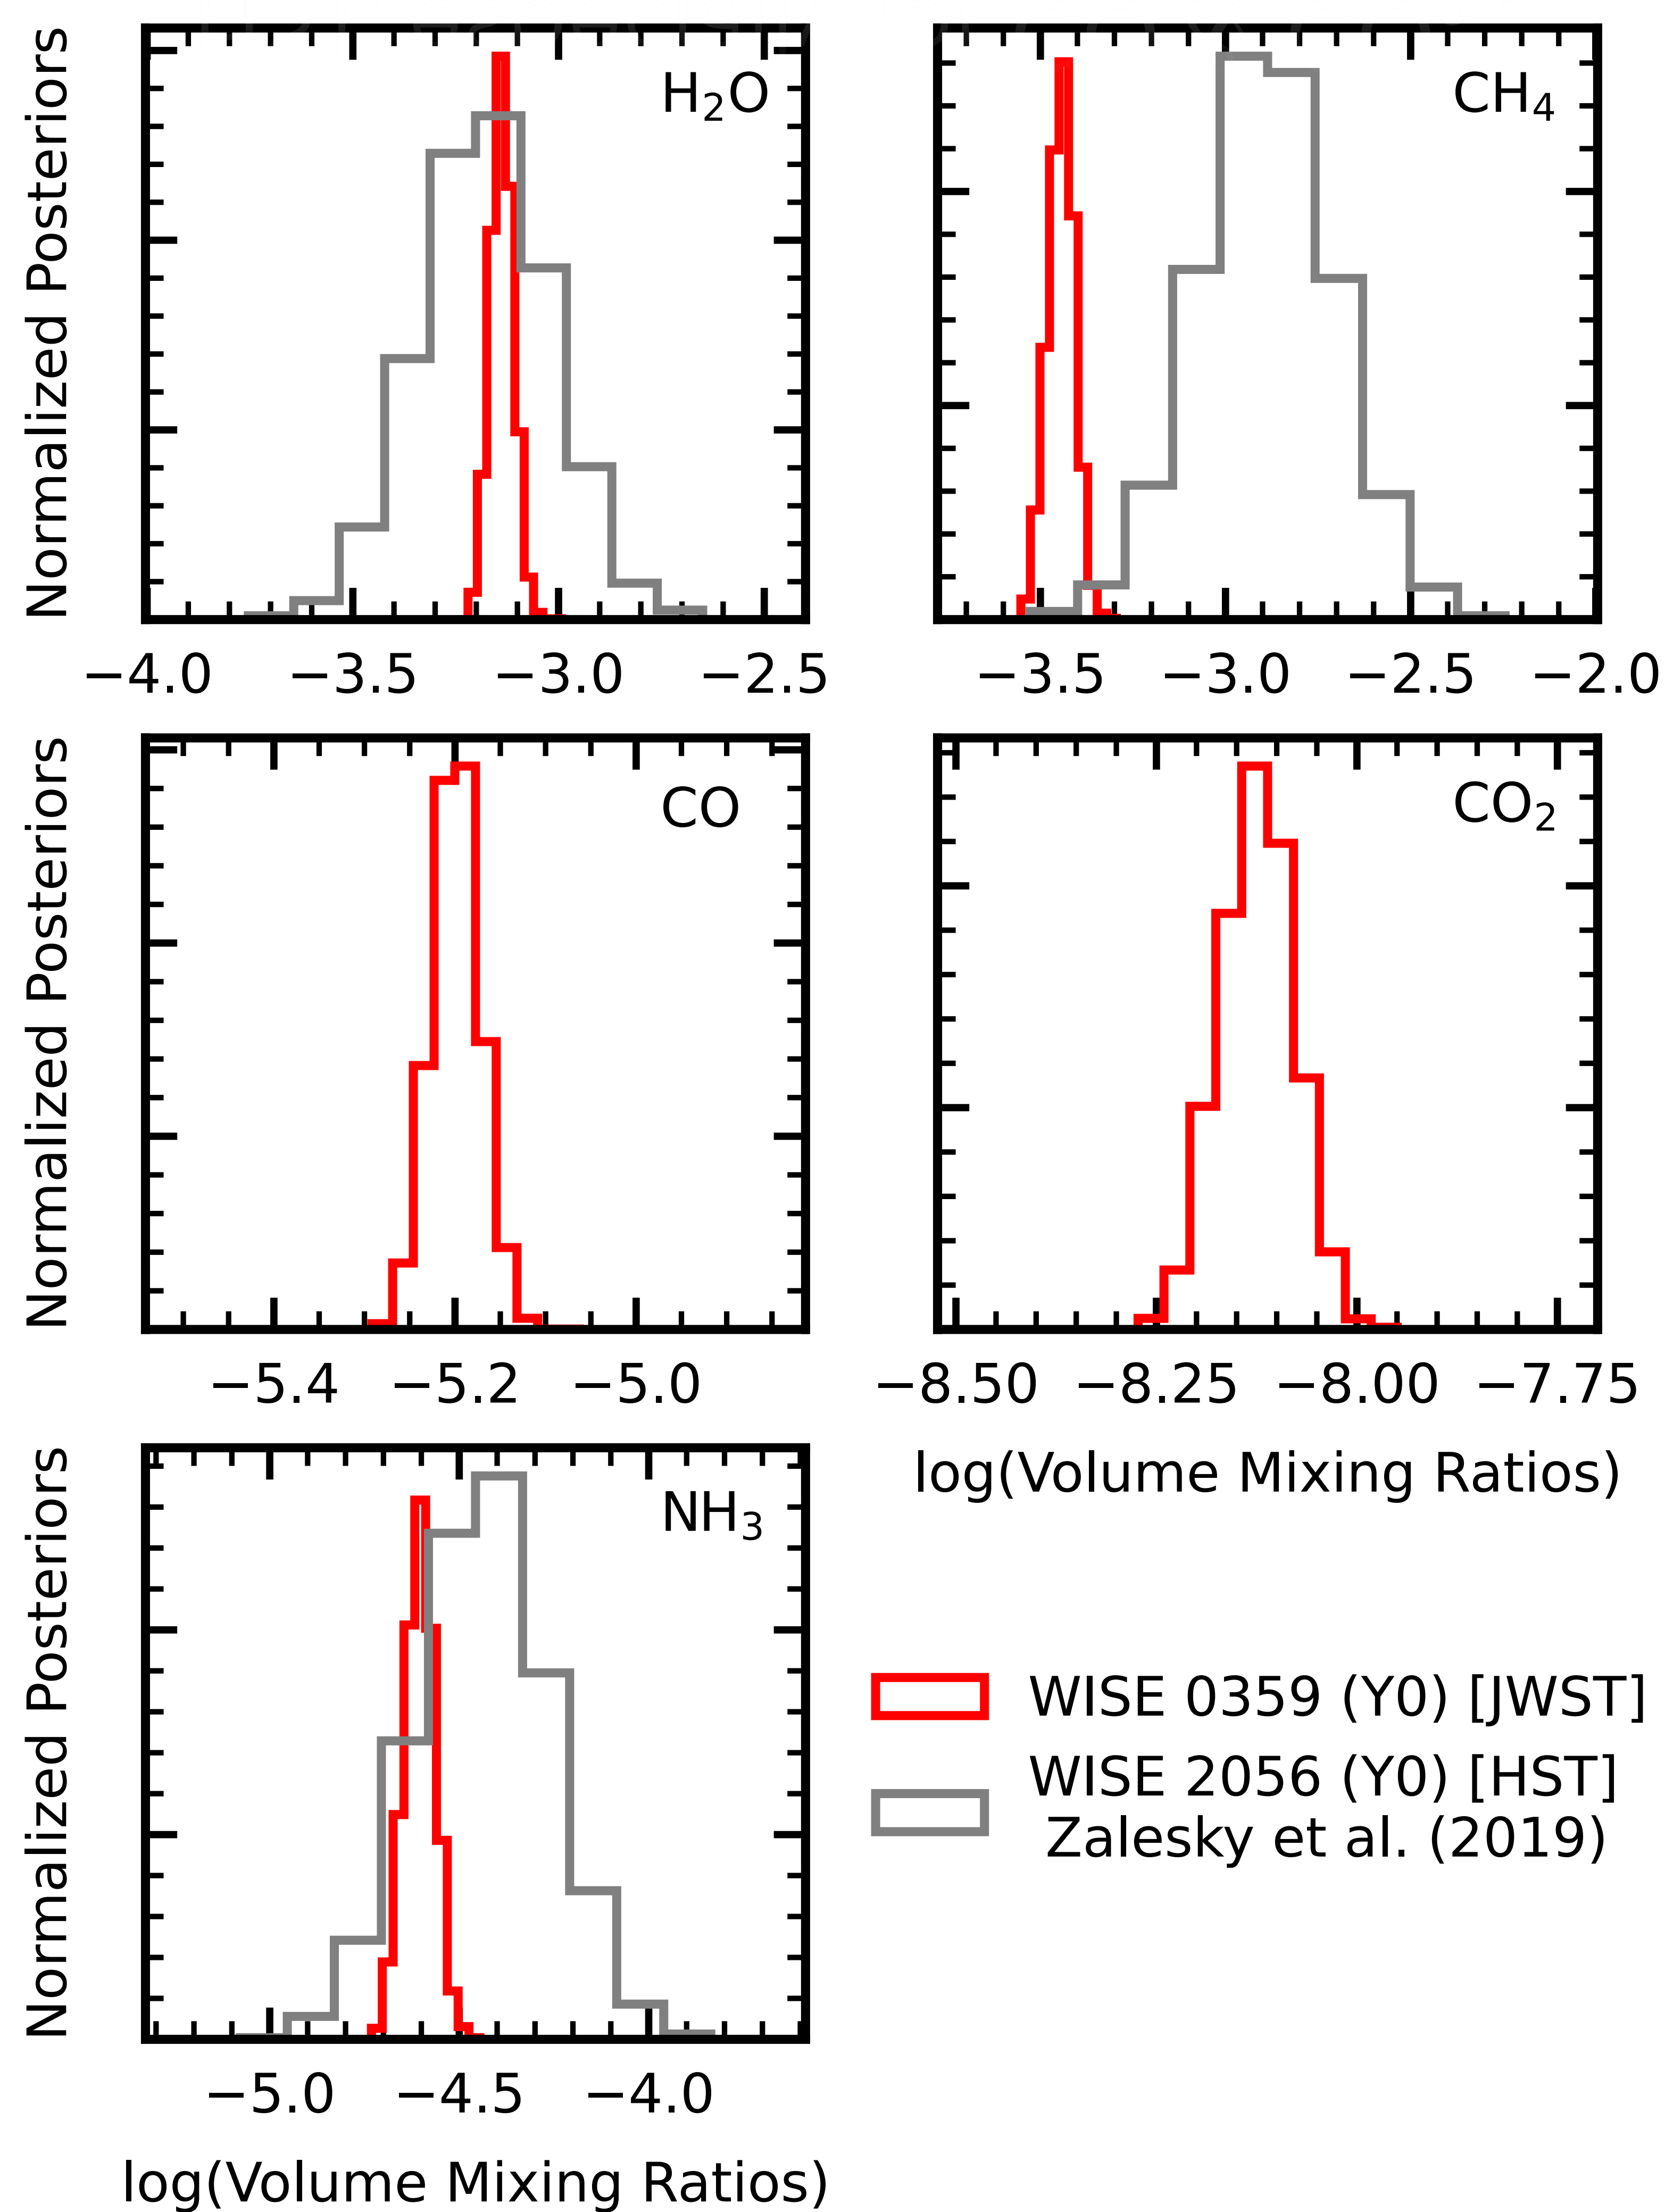 Normalized Posteriors
H₂O
−4.0 −3.5 −3.0 −2.5
CH₄
−3.5 −3.0 −2.5 −2.0
Normalized Posteriors
CO
−5.4 −5.2 −5.0
CO₂
−8.50 −8.25 −8.00 −7.75
log(Volume Mixing Ratios)
Normalized Posteriors
NH₃
−5.0 −4.5 −4.0
log(Volume Mixing Ratios)
WISE 0359 (Y0) [JWST]
WISE 2056 (Y0) [HST]
Zalesky et al. (2019)